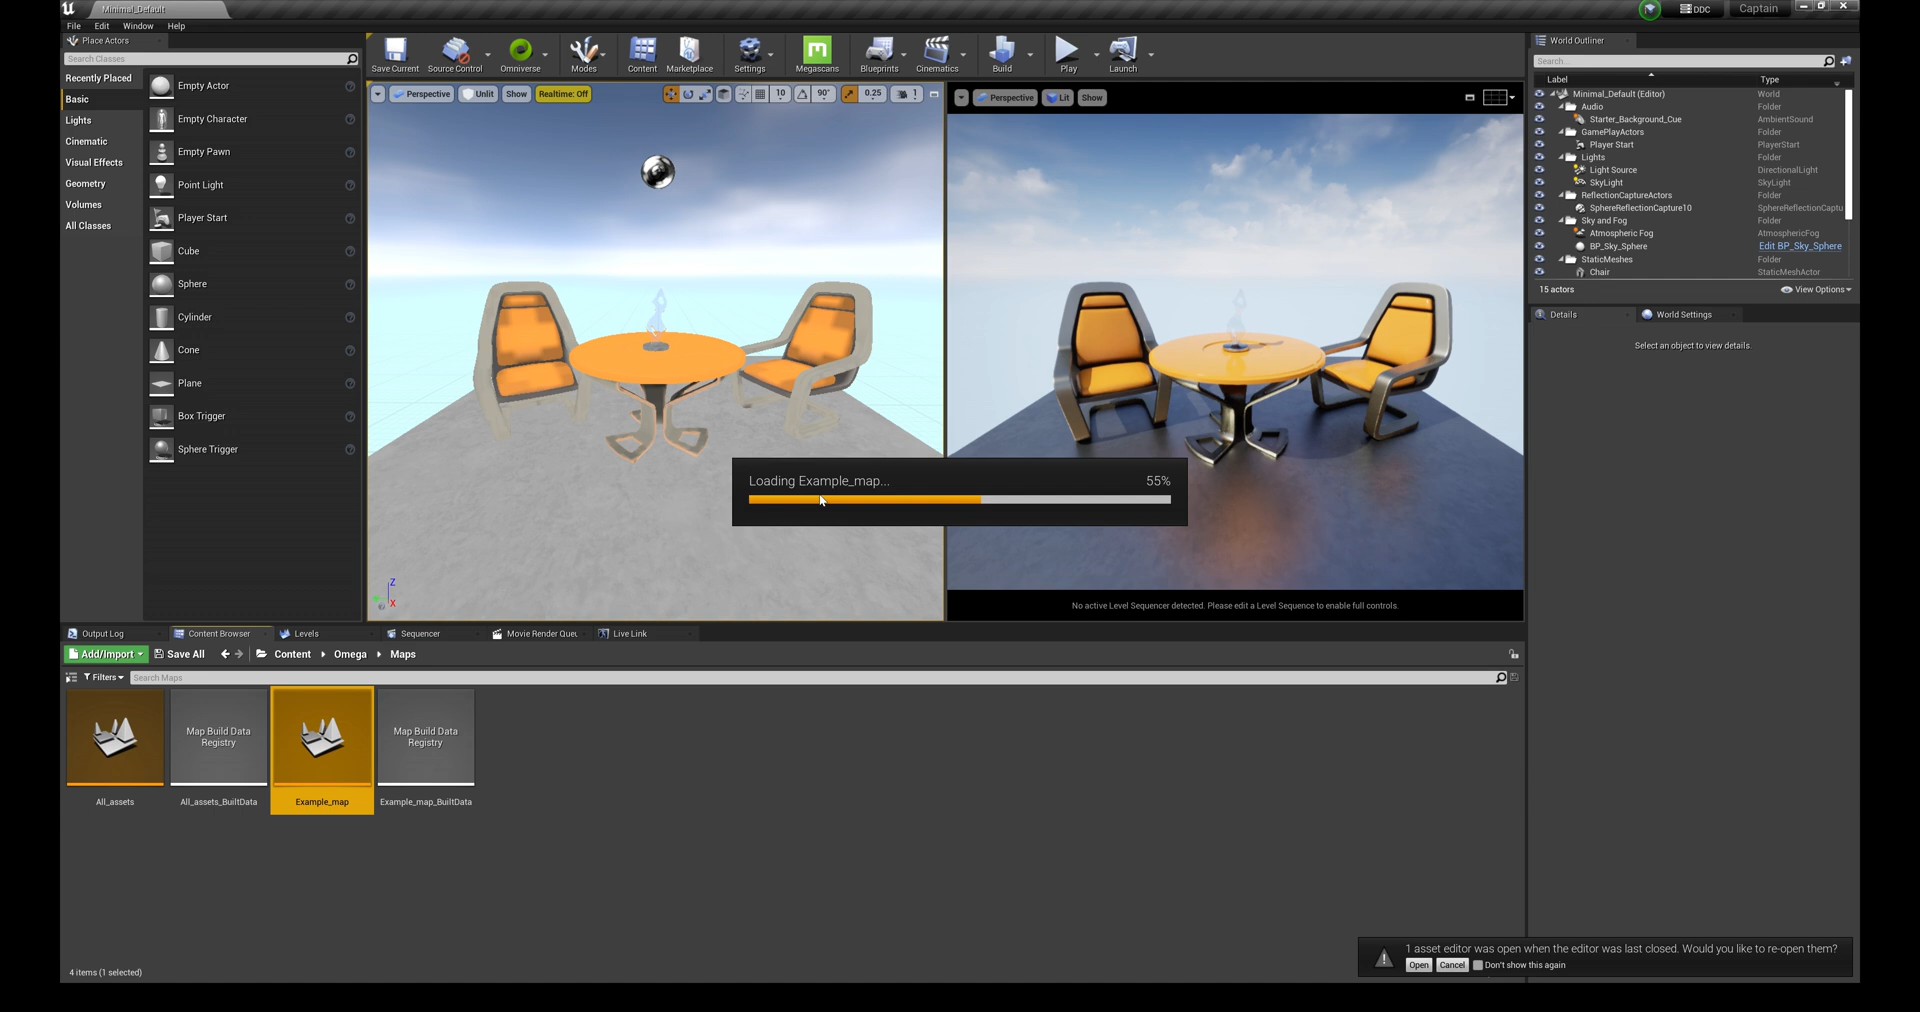 Minimal_Default
DDC
Captain
File Edit Window Help
Place Actors
Search Classes
Recently Placed
Basic
Lights
Cinematic
Visual Effects
Geometry
Volumes
All Classes
Empty Actor
Empty Character
Empty Pawn
Point Light
Player Start
Cube
Sphere
Cylinder
Cone
Plane
Box Trigger
Sphere Trigger
Save Current Source Control Omniverse Modes Content Marketplace Settings Megascans Blueprints Cinematics Build Play Launch
Perspective Unlit Show Realtime: Off 10 90° 0.25 1
Perspective Lit Show
Loading Example_map... 55%
Z
X
No active Level Sequencer detected. Please edit a Level Sequence to enable full controls.
World Outliner
Search...
Label Type
Minimal_Default (Editor) World
Audio Folder
Starter_Background_Cue AmbientSound
GamePlayActors Folder
Player Start PlayerStart
Lights Folder
Light Source DirectionalLight
SkyLight SkyLight
ReflectionCaptureActors Folder
SphereReflectionCapture10 SphereReflectionCaptu
Sky and Fog Folder
Atmospheric Fog AtmosphericFog
BP_Sky_Sphere Edit BP_Sky_Sphere
StaticMeshes Folder
Chair StaticMeshActor
15 actors View Options
Details World Settings
Select an object to view details.
Output Log Content Browser Levels Sequencer Movie Render Queu Live Link
Add/Import Save All Content Omega Maps
Filters Search Maps
Map Build Data
Registry
Map Build Data
Registry
All_assets All_assets_BuiltData Example_map Example_map_BuiltData
4 items (1 selected)
1 asset editor was open when the editor was last closed. Would you like to re-open them?
Open Cancel Don't show this again